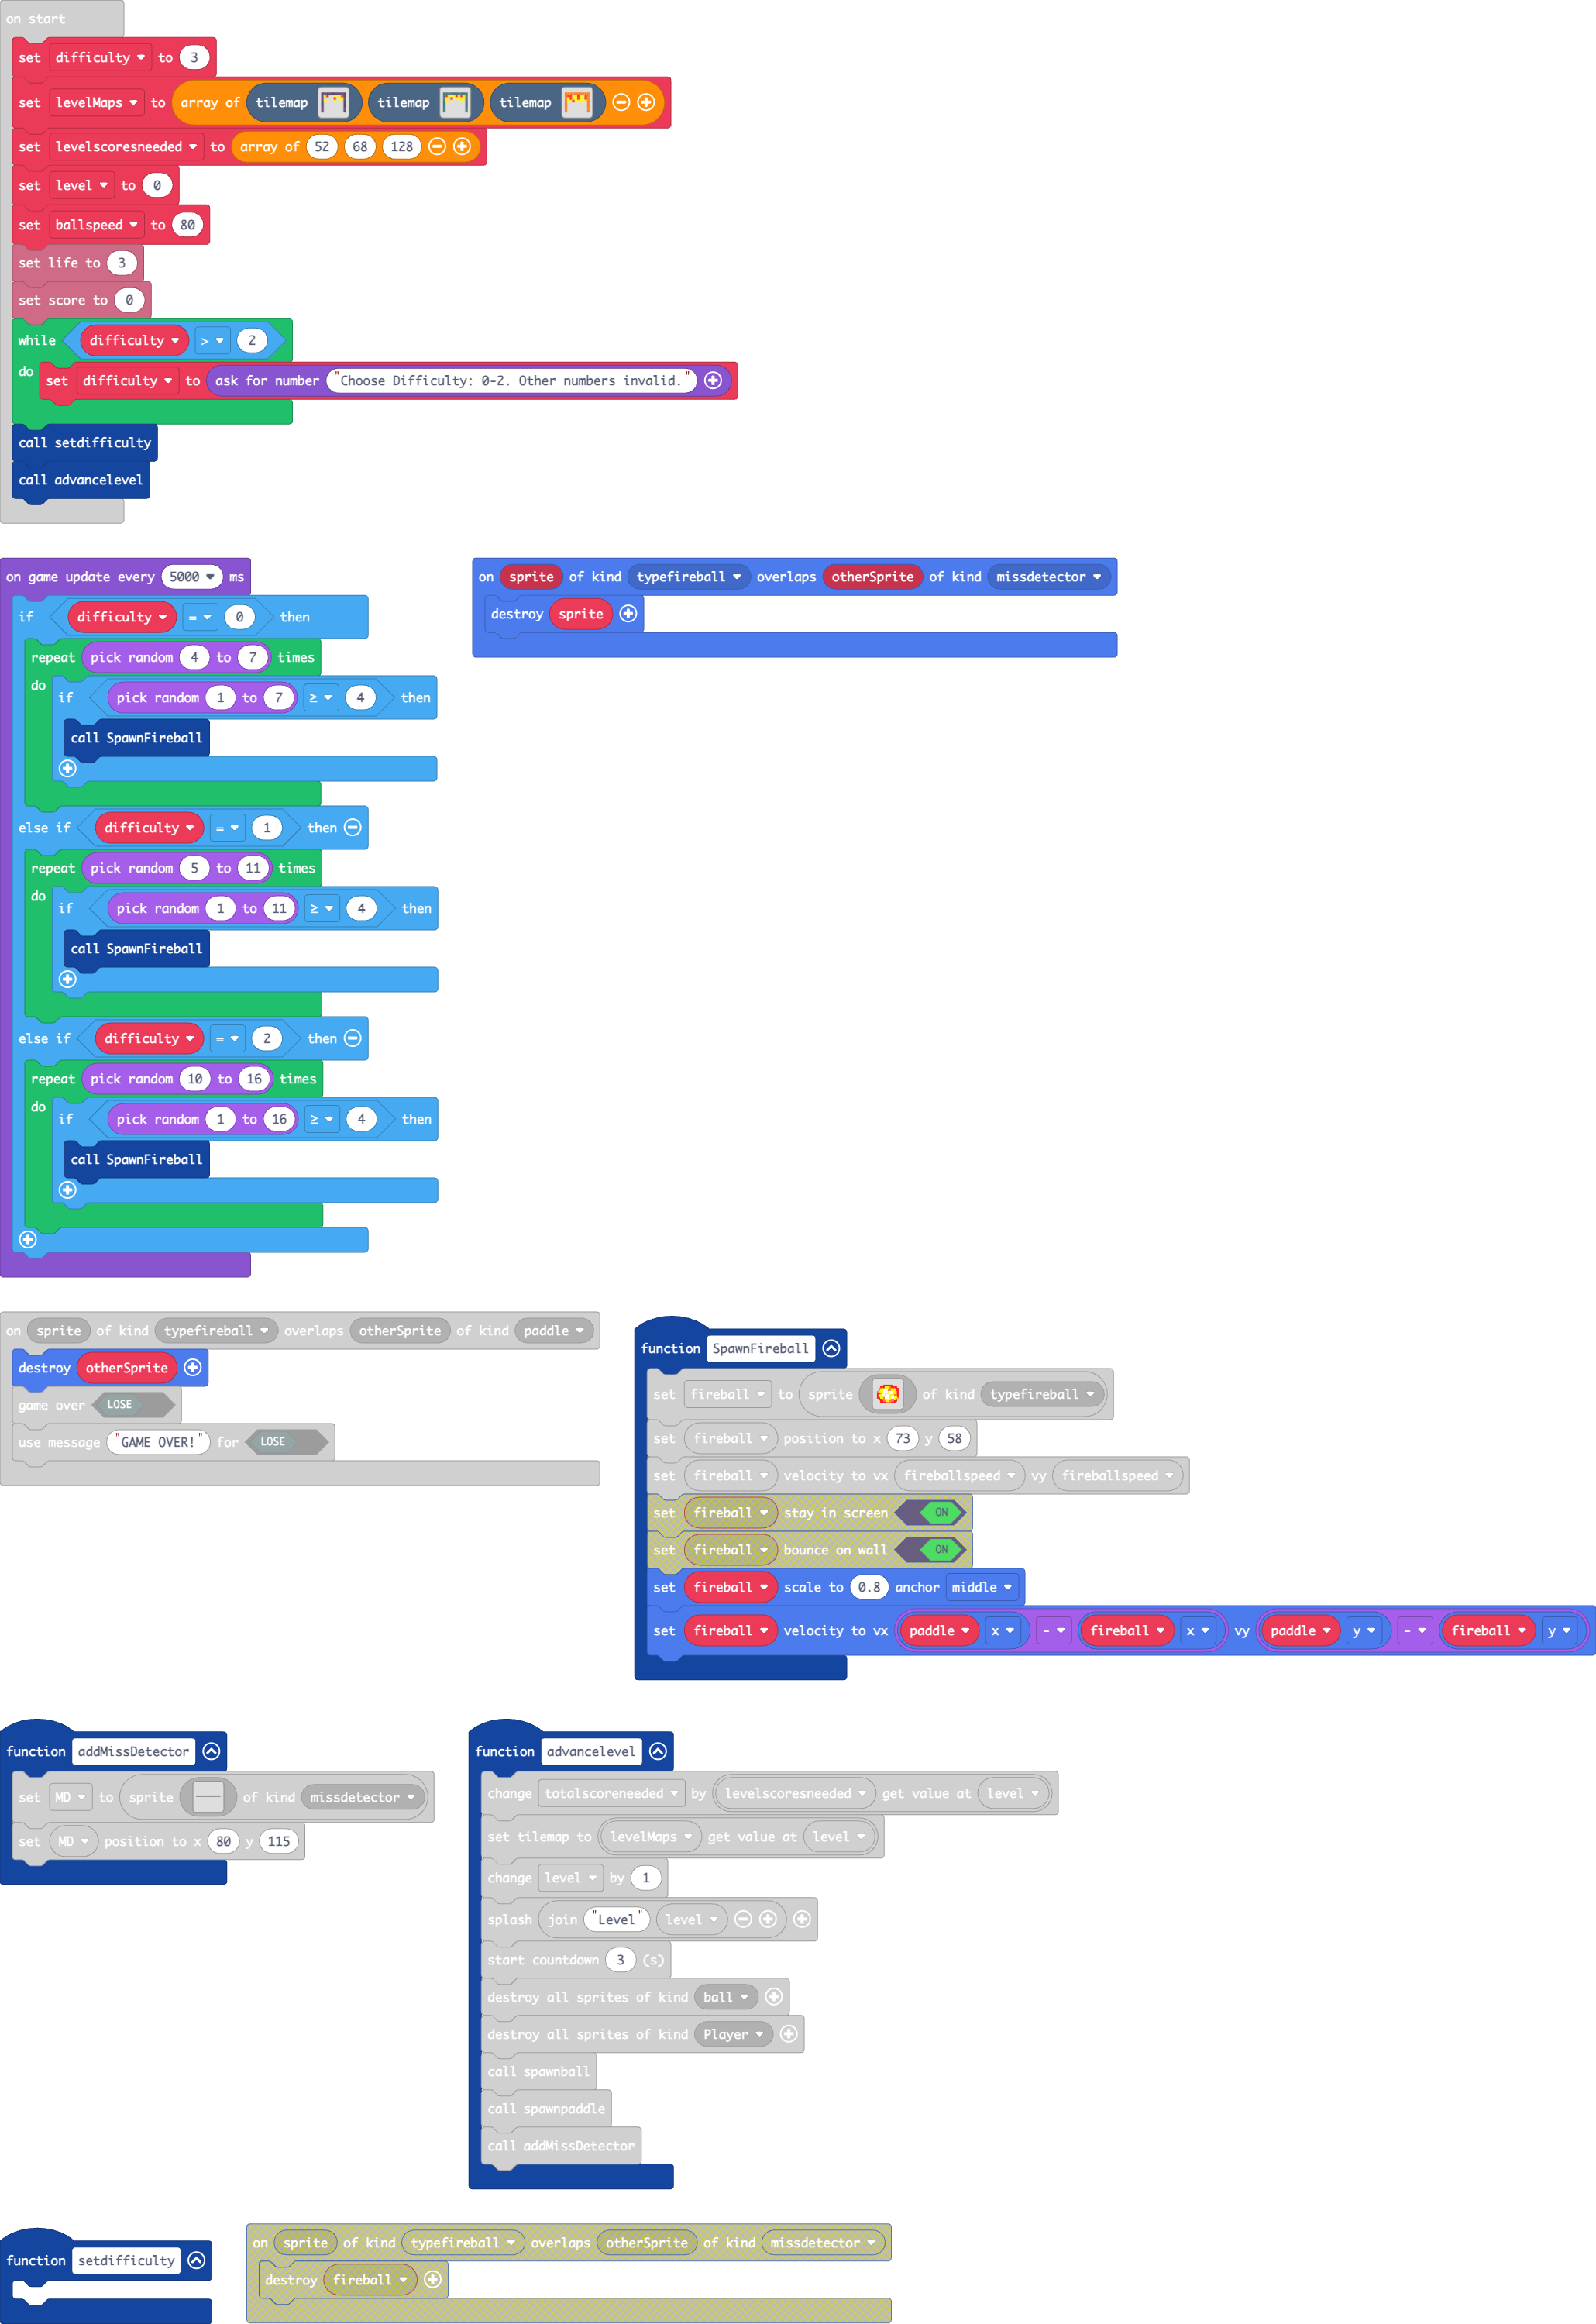 on start
set difficulty to 3
set levelMaps to array of tilemap tilemap tilemap
set levelscoresneeded to array of 52 68 128
set level to 0
set ballspeed to 80
set life to 3
set score to 0
while difficulty > 2
do set difficulty to ask for number "Choose Difficulty: 0-2. Other numbers invalid."
call setdifficulty
call advancelevel
on game update every 5000 ms
if difficulty = 0 then
repeat pick random 4 to 7 times
do if pick random 1 to 7 ≥ 4 then
call SpawnFireball
else if difficulty = 1 then
repeat pick random 5 to 11 times
do if pick random 1 to 11 ≥ 4 then
call SpawnFireball
else if difficulty = 2 then
repeat pick random 10 to 16 times
do if pick random 1 to 16 ≥ 4 then
call SpawnFireball
on sprite of kind typefireball overlaps otherSprite of kind missdetector
destroy sprite
on sprite of kind typefireball overlaps otherSprite of kind paddle
destroy otherSprite
game over LOSE
use message "GAME OVER!" for LOSE
function SpawnFireball
set fireball to sprite of kind typefireball
set fireball position to x 73 y 58
set fireball velocity to vx fireballspeed vy fireballspeed
set fireball stay in screen ON
set fireball bounce on wall ON
set fireball scale to 0.8 anchor middle
set fireball velocity to vx paddle x - fireball x vy paddle y - fireball y
function addMissDetector
set MD to sprite of kind missdetector
set MD position to x 80 y 115
function advancelevel
change totalscoreneeded by levelscoresneeded get value at level
set tilemap to levelMaps get value at level
change level by 1
splash join "Level" level
start countdown 3 (s)
destroy all sprites of kind ball
destroy all sprites of kind Player
call spawnball
call spawnpaddle
call addMissDetector
function setdifficulty
on sprite of kind typefireball overlaps otherSprite of kind missdetector
destroy fireball